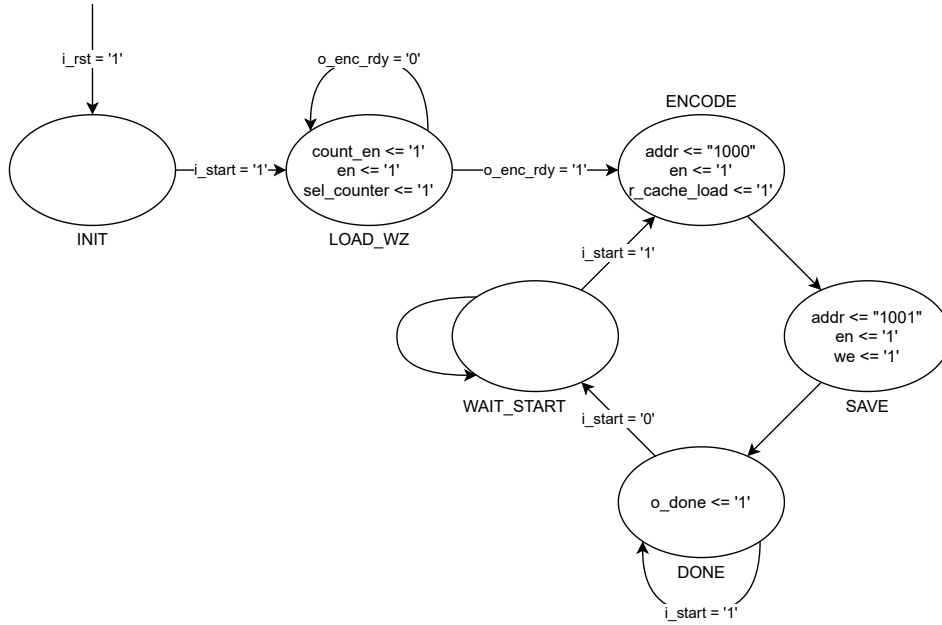 i_rst = '1'
INIT
i_start = '1'
o_enc_rdy = '0'
count_en <= '1'
en <= '1'
sel_counter <= '1'
LOAD_WZ
o_enc_rdy = '1'
ENCODE
addr <= "1000"
en <= '1'
r_cache_load <= '1'
i_start = '1'
WAIT_START
addr <= "1001"
en <= '1'
we <= '1'
SAVE
i_start = '0'
o_done <= '1'
DONE
i_start = '1'